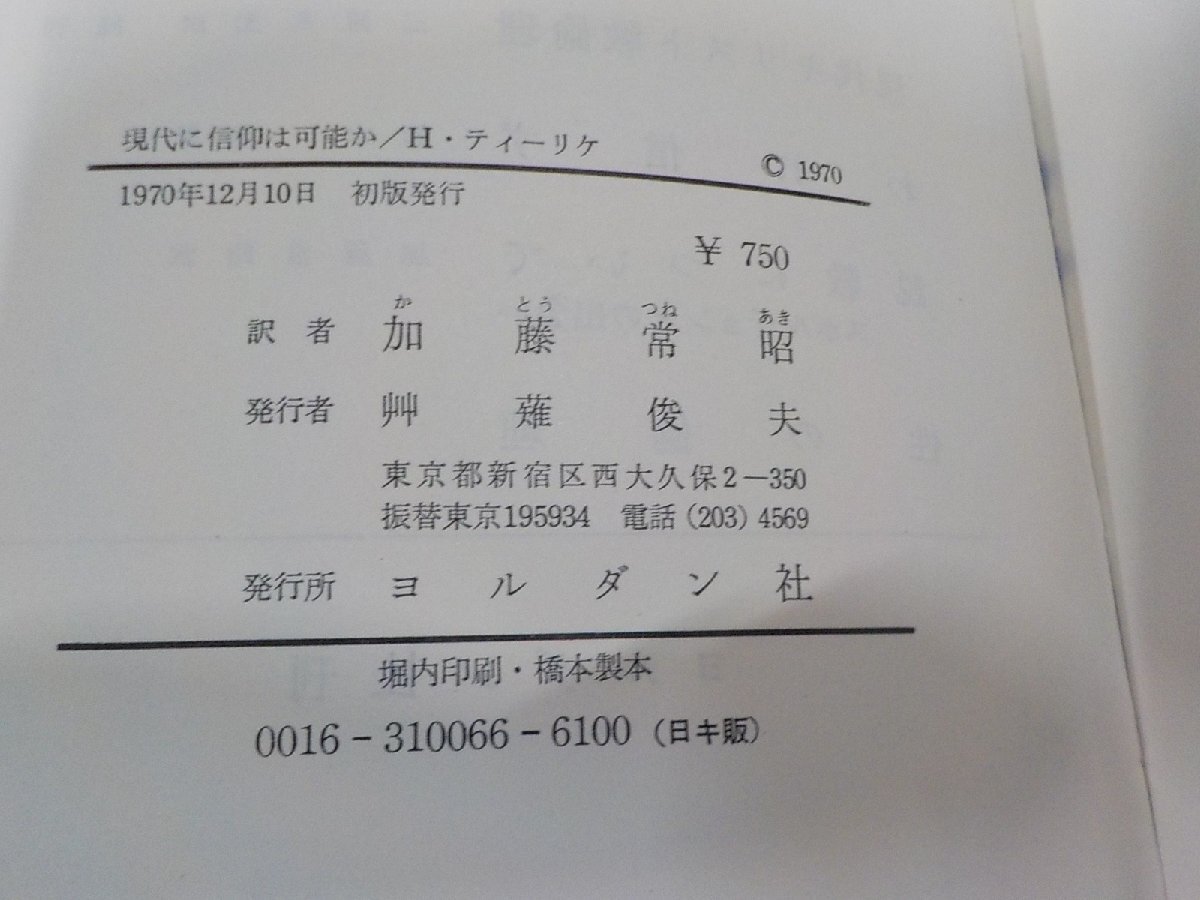 現代に信仰は可能か／H・ティーリケ
© 1970
1970年12月10日　初版発行
￥ 750
か　とう　つね　あき
訳者　加藤常昭
発行者　艸薙俊夫
東京都新宿区西大久保2―350
振替東京195934　電話（203）4569
発行所　ヨルダン社
堀内印刷・橋本製本
0016－310066－6100（日キ販）